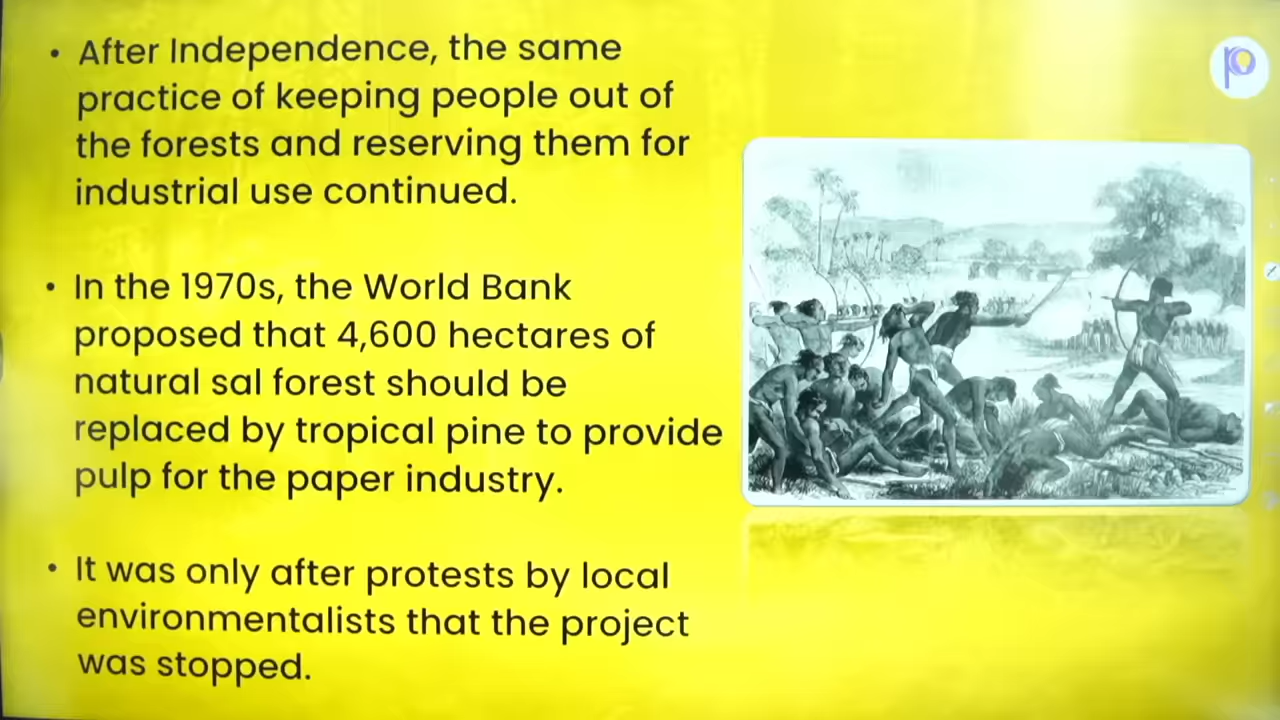 • After Independence, the same
practice of keeping people out of
the forests and reserving them for
industrial use continued.
• In the 1970s, the World Bank
proposed that 4,600 hectares of
natural sal forest should be
replaced by tropical pine to provide
pulp for the paper industry.
• It was only after protests by local
environmentalists that the project
was stopped.